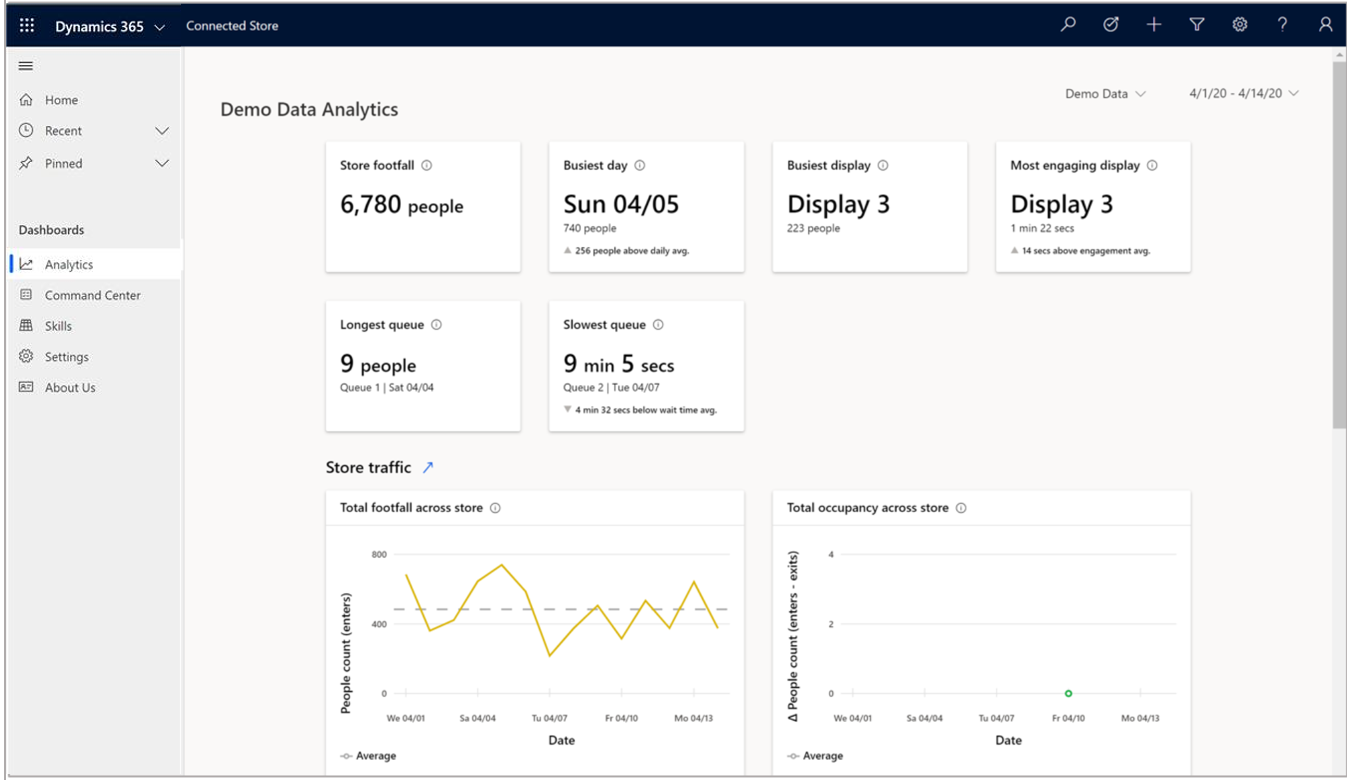 Dynamics 365 Connected Store
Home
Recent
Pinned
Dashboards
Analytics
Command Center
Skills
Settings
About Us
Demo Data Analytics
Demo Data 4/1/20 - 4/14/20
Store footfall
6,780 people
Busiest day
Sun 04/05
740 people
256 people above daily avg.
Busiest display
Display 3
223 people
Most engaging display
Display 3
1 min 22 secs
14 secs above engagement avg.
Longest queue
9 people
Queue 1 | Sat 04/04
Slowest queue
9 min 5 secs
Queue 2 | Tue 04/07
4 min 32 secs below wait time avg.
Store traffic
Total footfall across store
People count (enters)
800
400
0
We 04/01 Sa 04/04 Tu 04/07 Fr 04/10 Mo 04/13
Date
Average
Total occupancy across store
Δ People count (enters - exits)
4
2
0
We 04/01 Sa 04/04 Tu 04/07 Fr 04/10 Mo 04/13
Date
Average